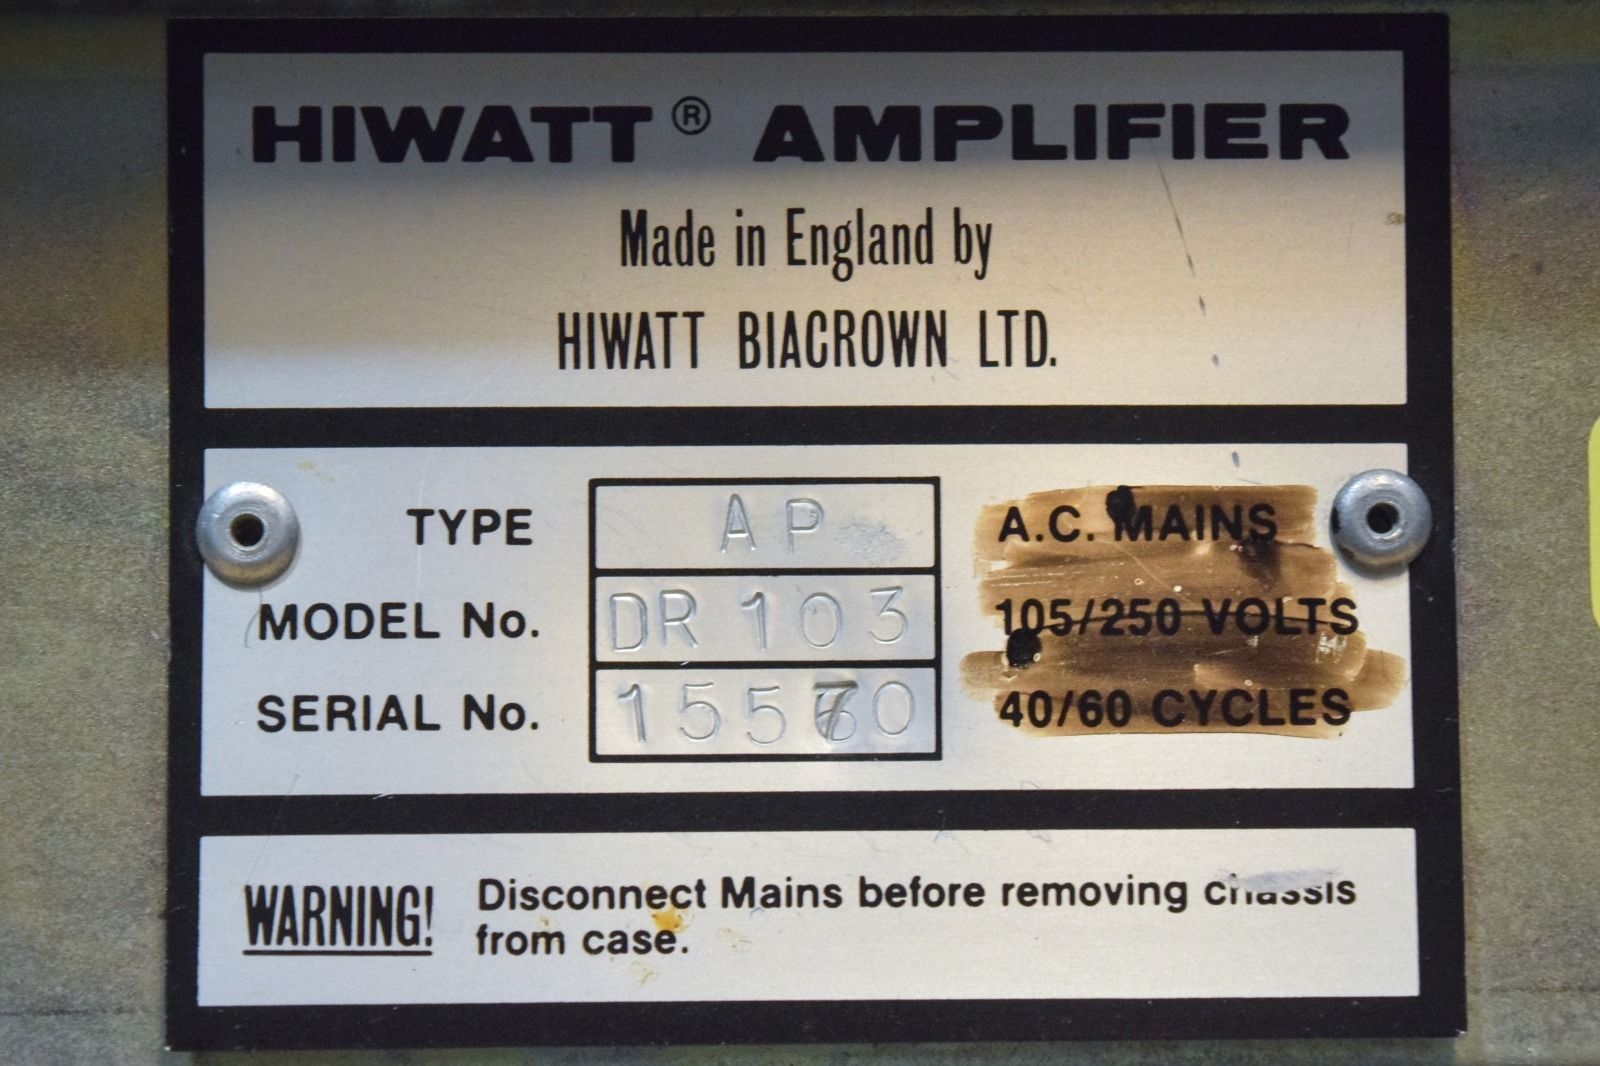 HIWATT® AMPLIFIER
Made in England by
HIWATT BIACROWN LTD.
TYPE AP
MODEL No. DR 103
SERIAL No.
A.C. MAINS
105/250 VOLTS
40/60 CYCLES
WARNING! Disconnect Mains before removing chassis
from case.